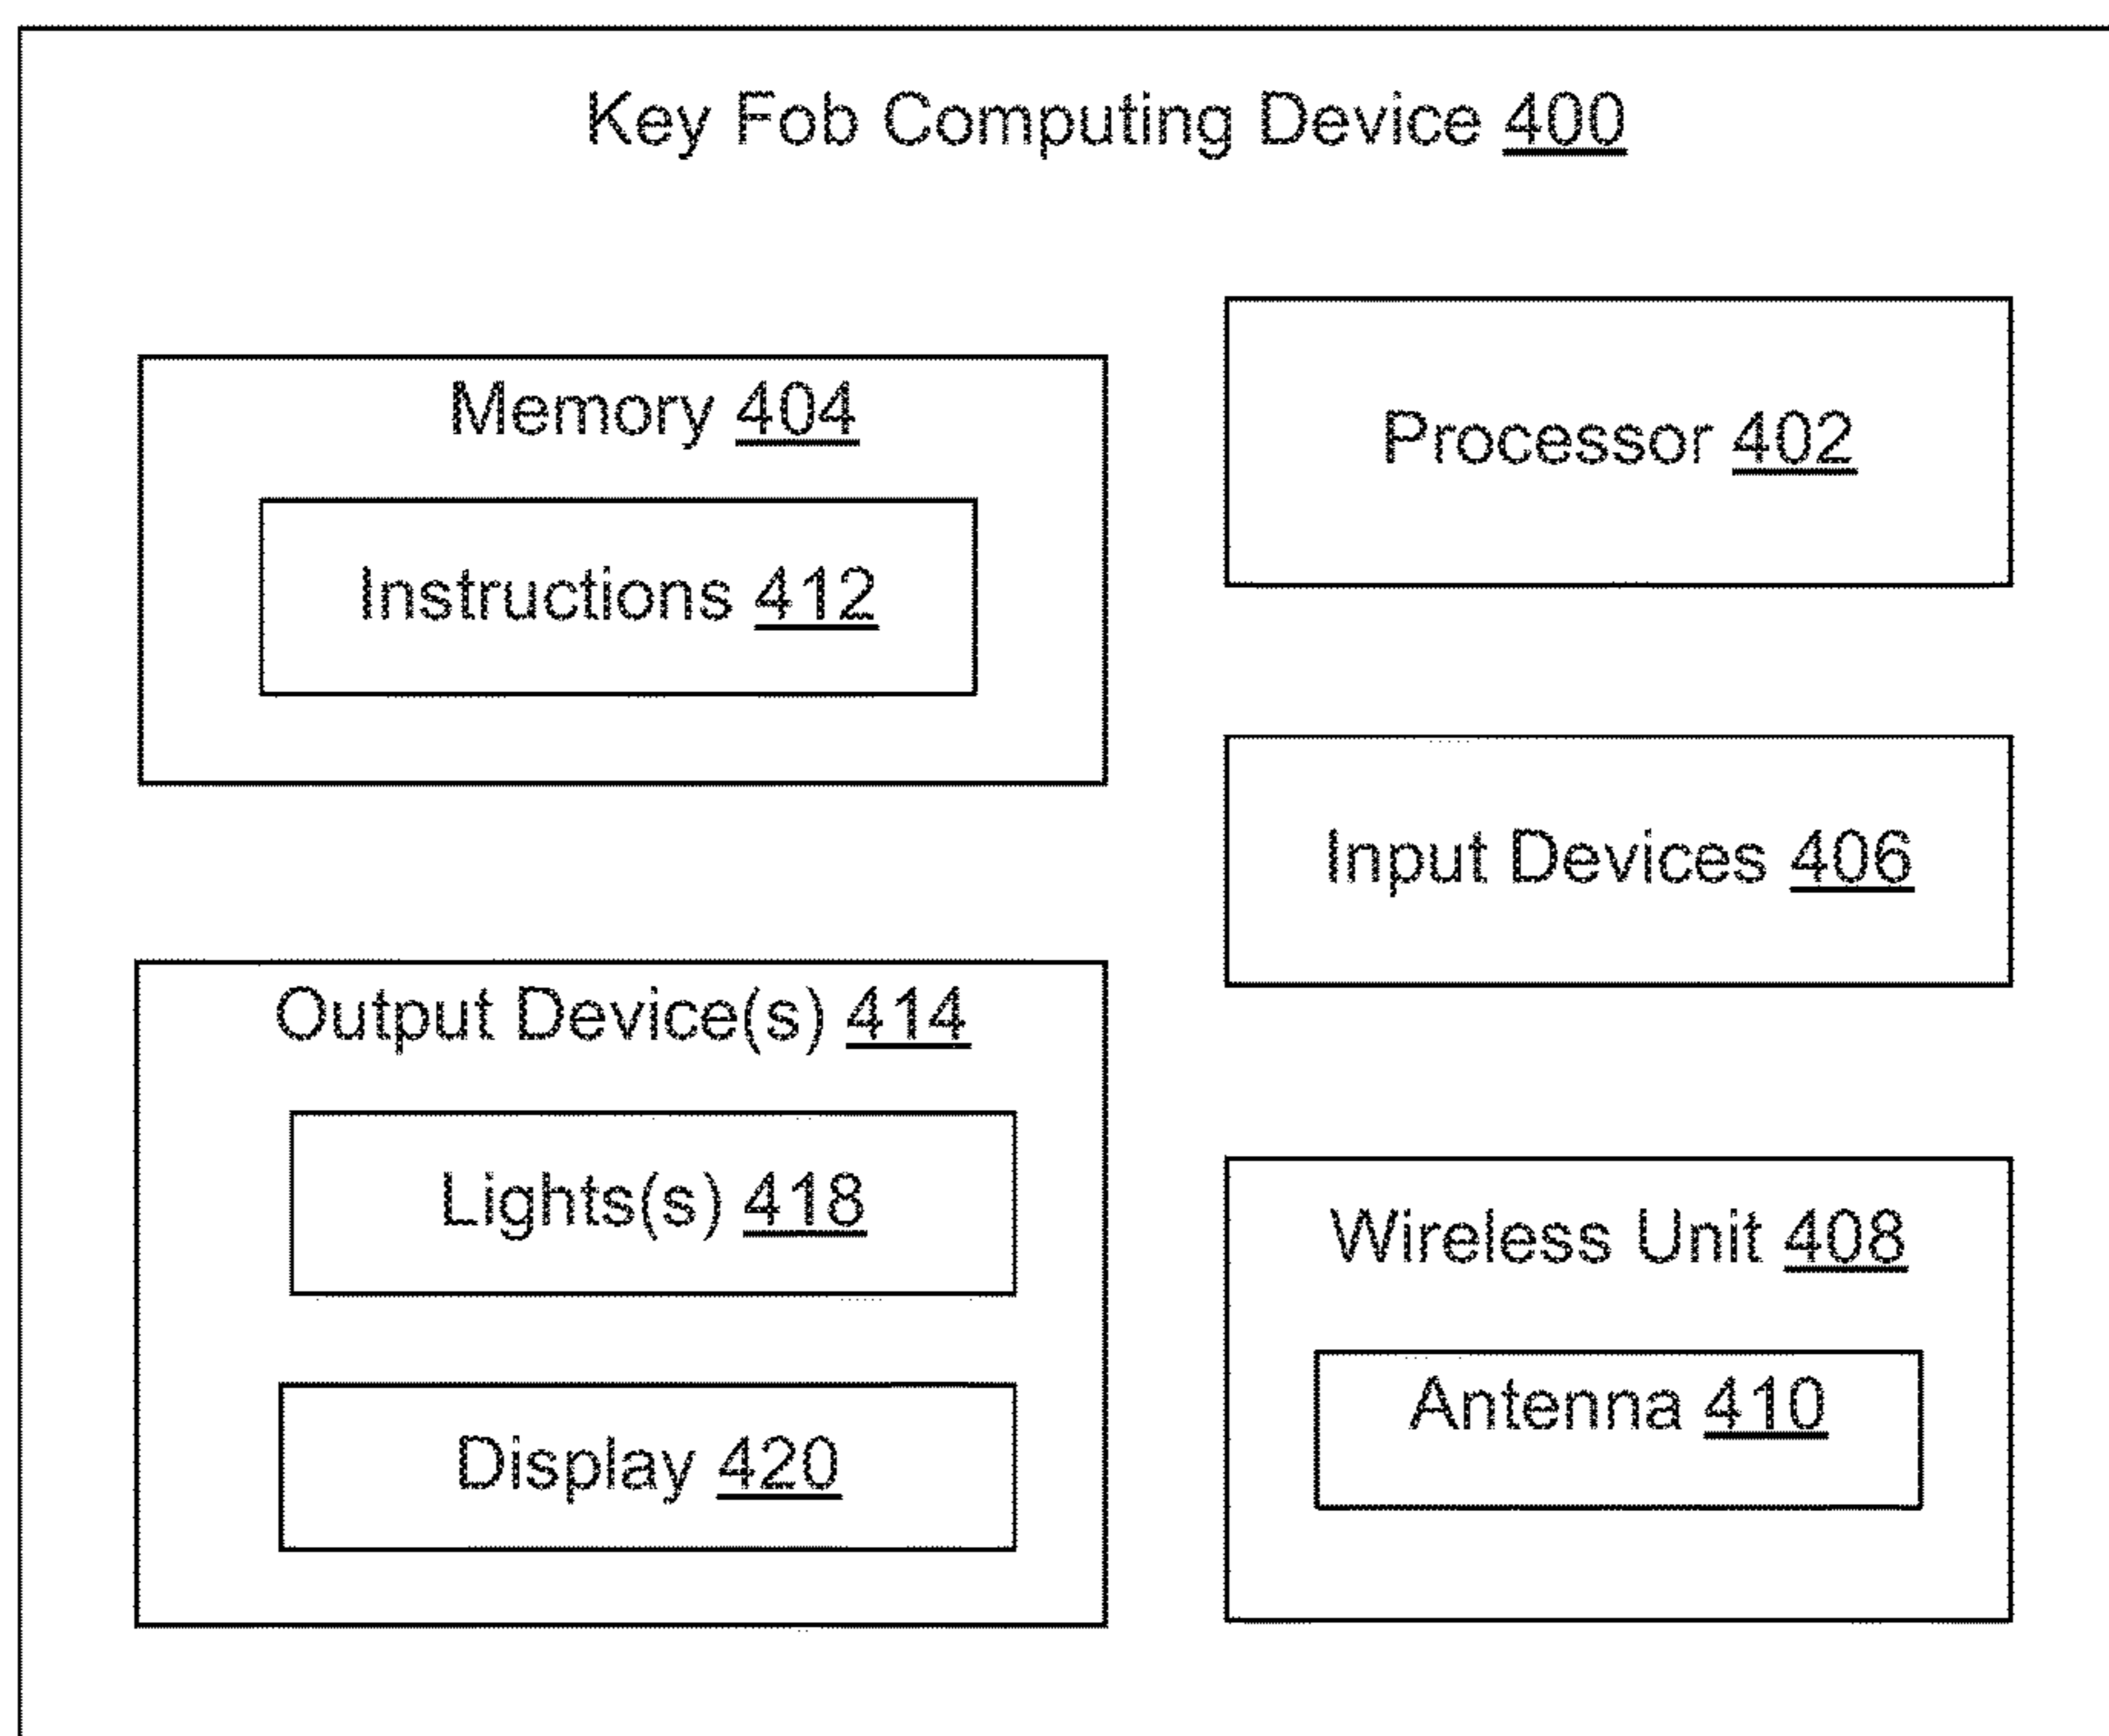 Key Fob Computing Device 400
Memory 404
Instructions 412
Processor 402
Input Devices 406
Output Device(s) 414
Lights(s) 418
Display 420
Wireless Unit 408
Antenna 410